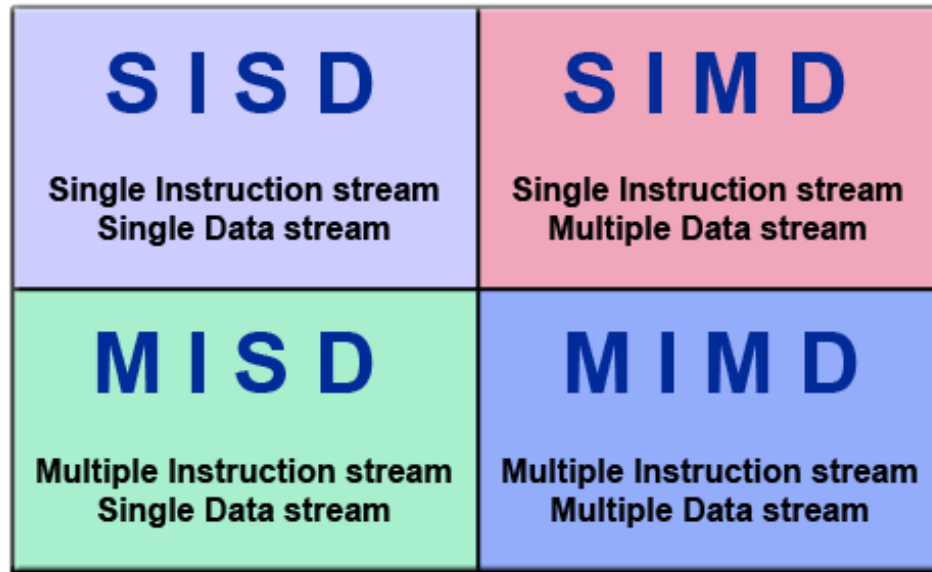 S I S D
Single Instruction stream
Single Data stream
S I M D
Single Instruction stream
Multiple Data stream
M I S D
Multiple Instruction stream
Single Data stream
M I M D
Multiple Instruction stream
Multiple Data stream